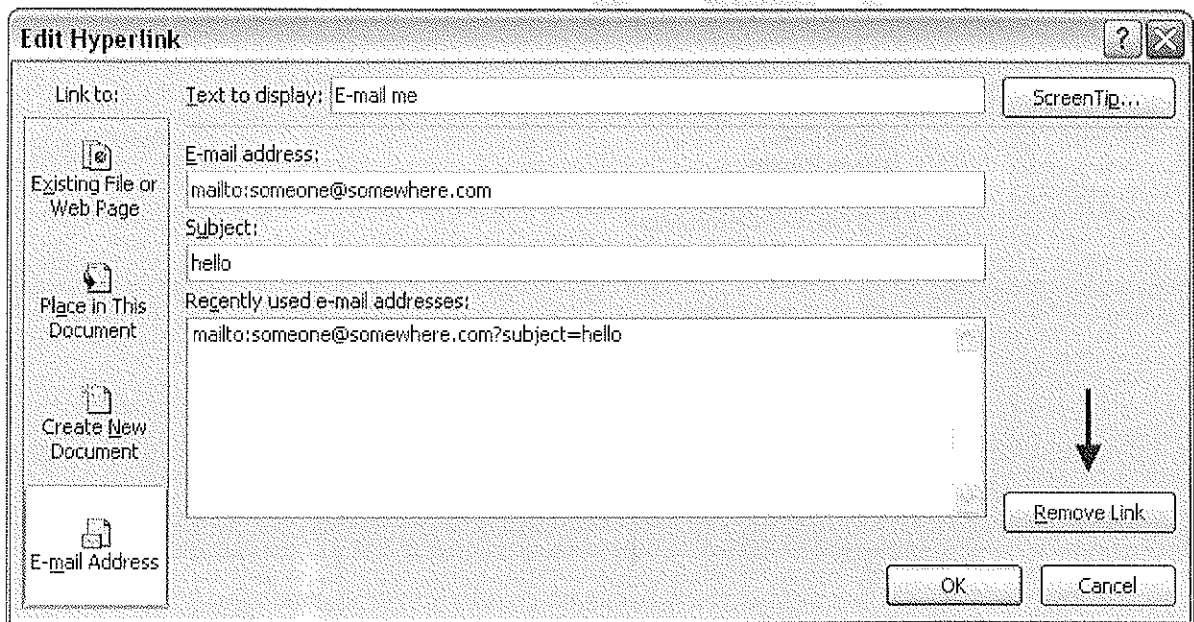 Edit Hyperlink
?
Link to:
Text to display: E-mail me
ScreenTip...
Existing File or
Web Page
Place in This
Document
Create New
Document
E-mail Address
E-mail address:
mailto:someone@somewhere.com
Subject:
hello
Recently used e-mail addresses:
mailto:someone@somewhere.com?subject=hello
Remove Link
OK
Cancel